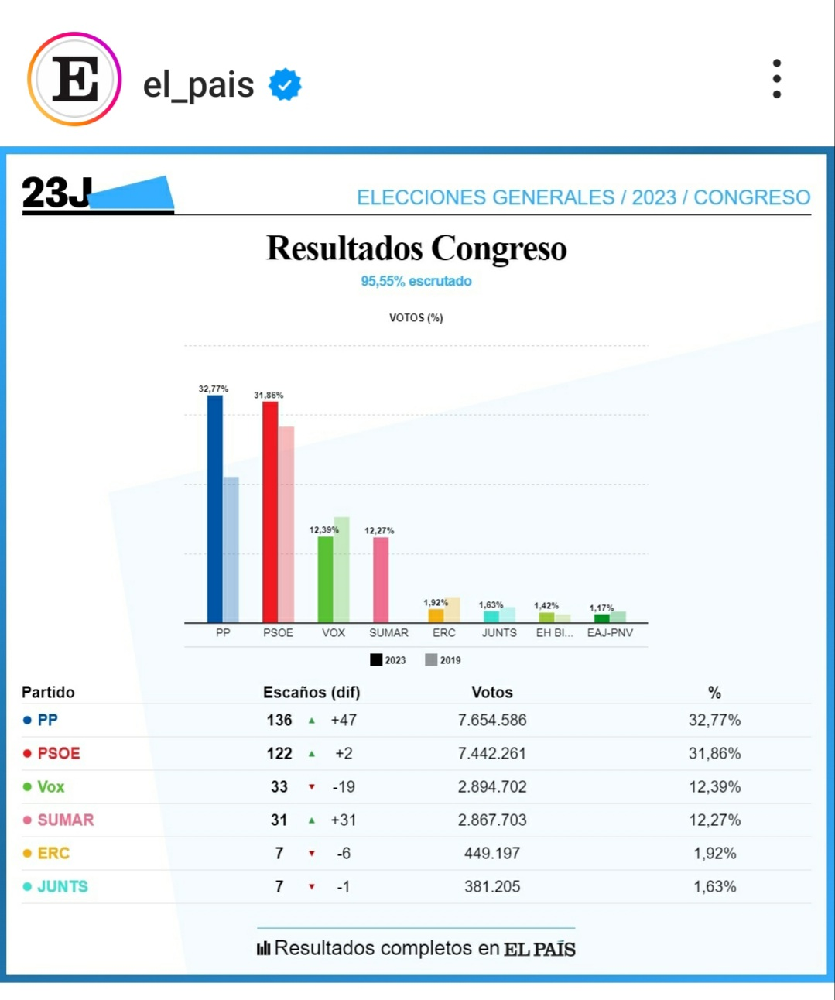 E
el_pais
23J
ELECCIONES GENERALES / 2023 / CONGRESO
Resultados Congreso
95,55% escrutado
VOTOS (%)
32,77%
31,86%
12,39%
12,27%
1,92%
1,63%
1,42%
1,17%
PP PSOE VOX SUMAR ERC JUNTS EH BI... EAJ-PNV
2023 2019
Partido Escaños (dif) Votos %
PP 136 ▲ +47 7.654.586 32,77%
PSOE 122 ▲ +2 7.442.261 31,86%
Vox 33 ▼ -19 2.894.702 12,39%
SUMAR 31 ▲ +31 2.867.703 12,27%
ERC 7 ▼ -6 449.197 1,92%
JUNTS 7 ▼ -1 381.205 1,63%
Resultados completos en EL PAÍS